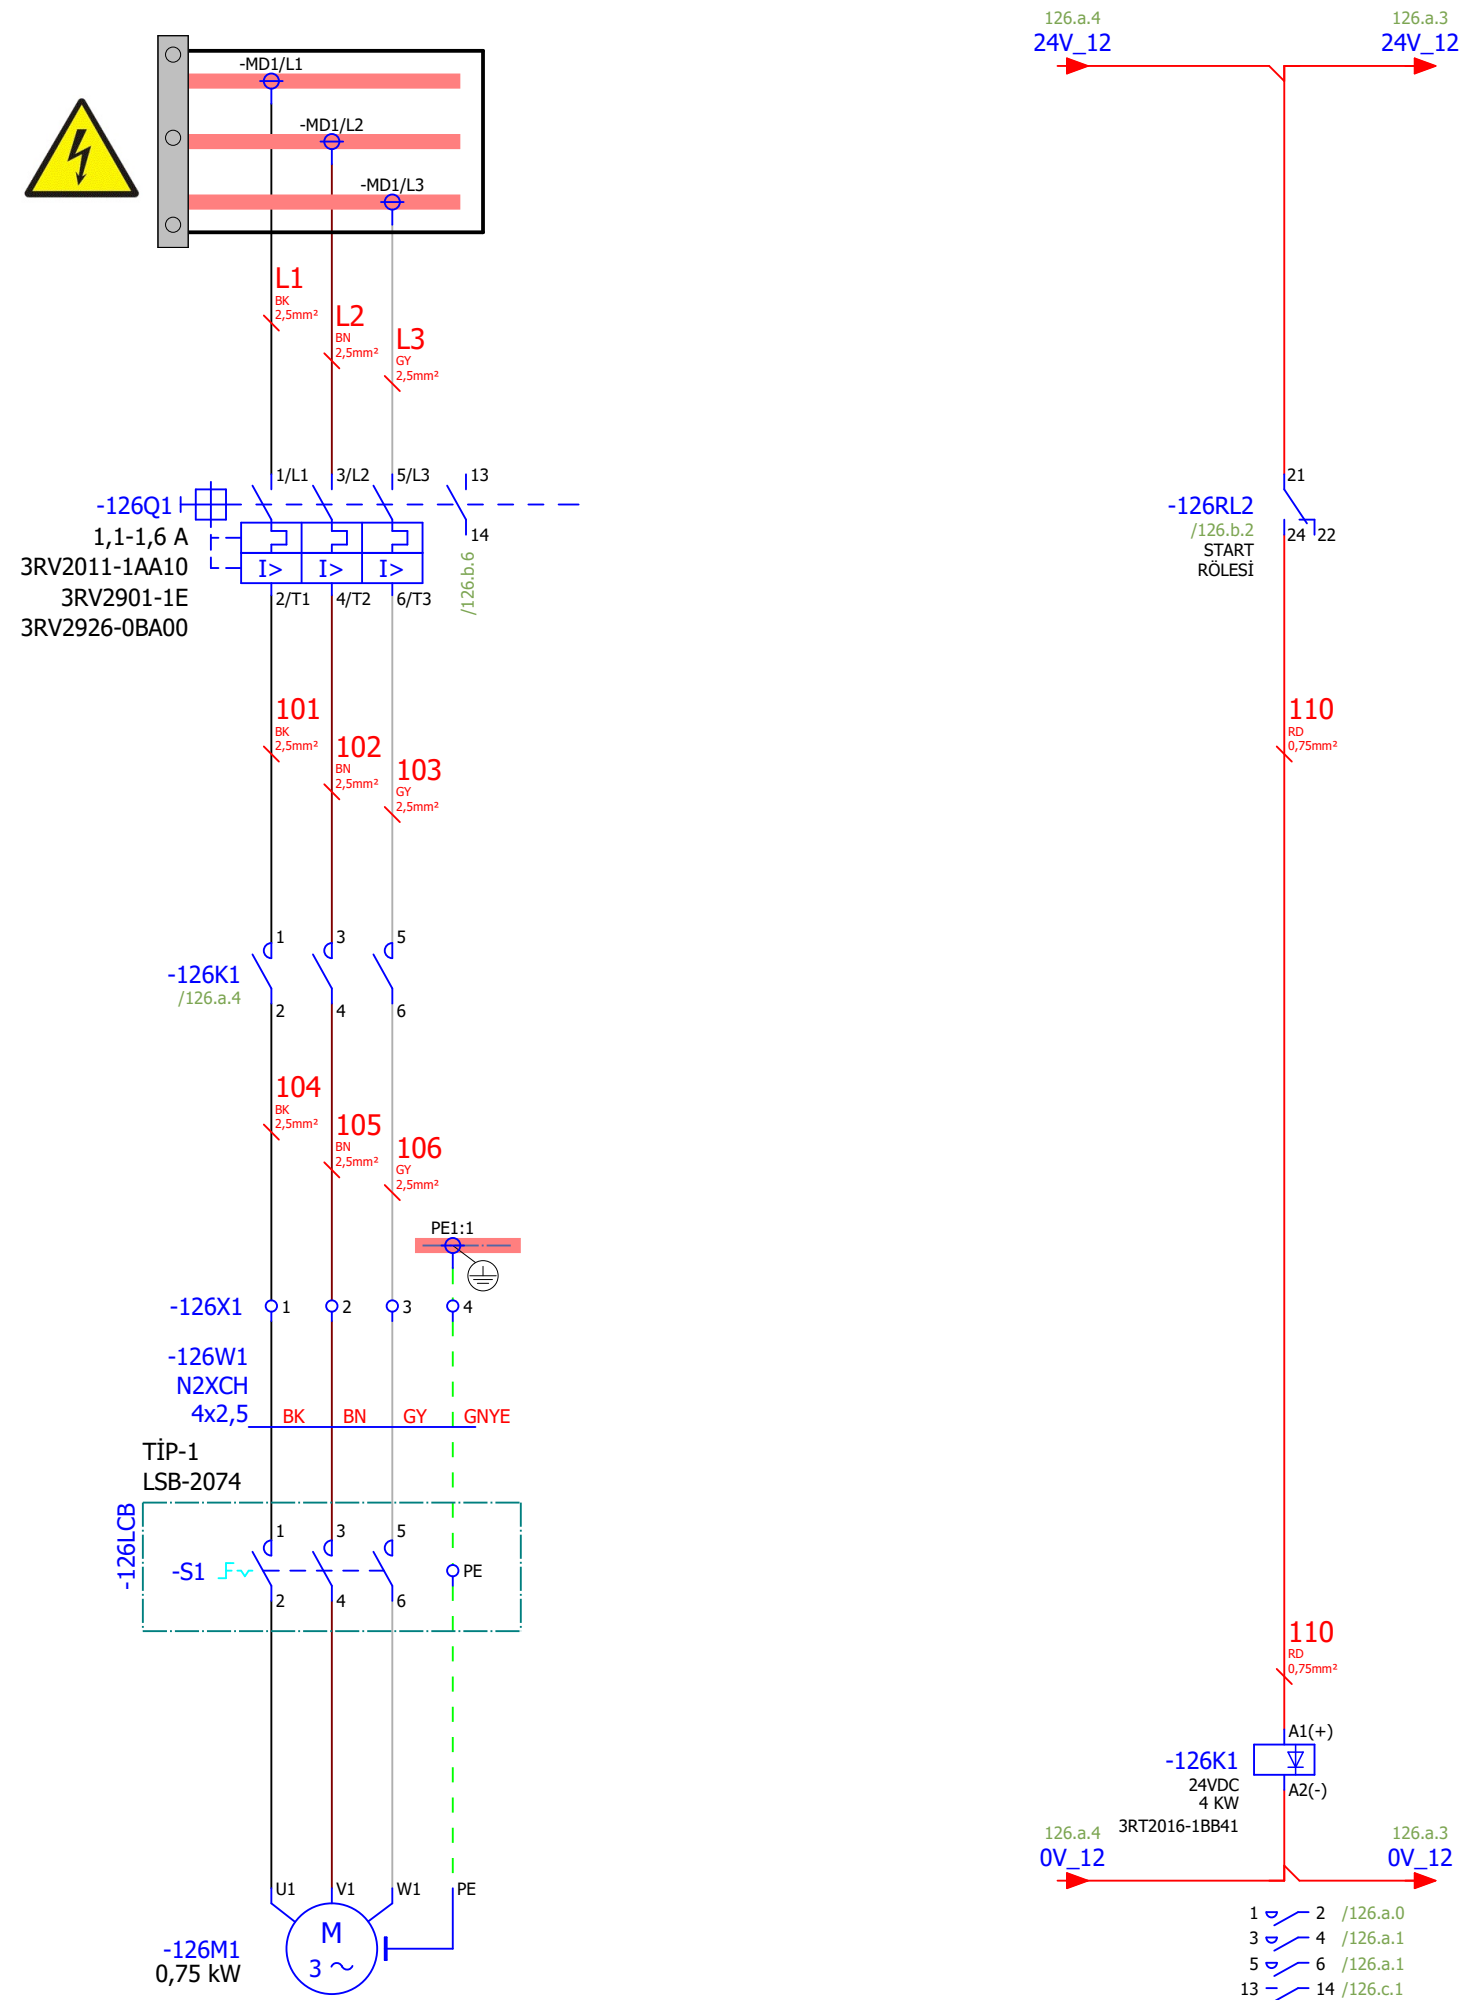 -MD1/L1
-MD1/L2
-MD1/L3
L1
BK
2,5mm²
L2
BN
2,5mm²
L3
GY
2,5mm²
-126Q1
1,1-1,6 A
3RV2011-1AA10
3RV2901-1E
3RV2926-0BA00
1/L1
3/L2
5/L3
13
14
I>
I>
I>
2/T1
4/T2
6/T3
/126.b.6
101
BK
2,5mm²
102
BN
2,5mm²
103
GY
2,5mm²
-126K1
/126.a.4
1
3
5
2
4
6
104
BK
2,5mm²
105
BN
2,5mm²
106
GY
2,5mm²
PE1:1
-126X1
1
2
3
4
-126W1
N2XCH
4x2,5
BK
BN
GY
GNYE
TİP-1
LSB-2074
-126LCB
-S1
1
3
5
PE
2
4
6
U1
V1
W1
PE
M
3
-126M1
0,75 kW
126.a.4
24V_12
126.a.3
24V_12
-126RL2
/126.b.2
START
RÖLESİ
21
24
22
110
RD
0,75mm²
110
RD
0,75mm²
A1(+)
-126K1
24VDC
4 KW
3RT2016-1BB41
A2(-)
126.a.4
0V_12
126.a.3
0V_12
1 2 /126.a.0
3 4 /126.a.1
5 6 /126.a.1
13 14 /126.c.1